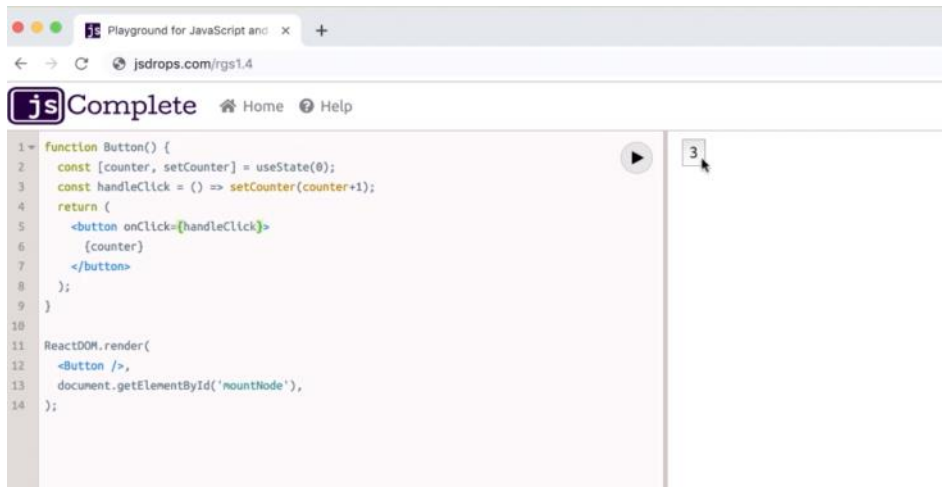 js Playground for JavaScript and × +
jsdrops.com/rgs1.4
jsComplete Home Help
1 function Button() {
2 const [counter, setCounter] = useState(0);
3 const handleClick = () => setCounter(counter+1);
4 return (
5 <button onClick={handleClick}>
6 {counter}
7 </button>
8 );
9 }
10
11 ReactDOM.render(
12 <Button />,
13 document.getElementById('mountNode'),
14 );
3